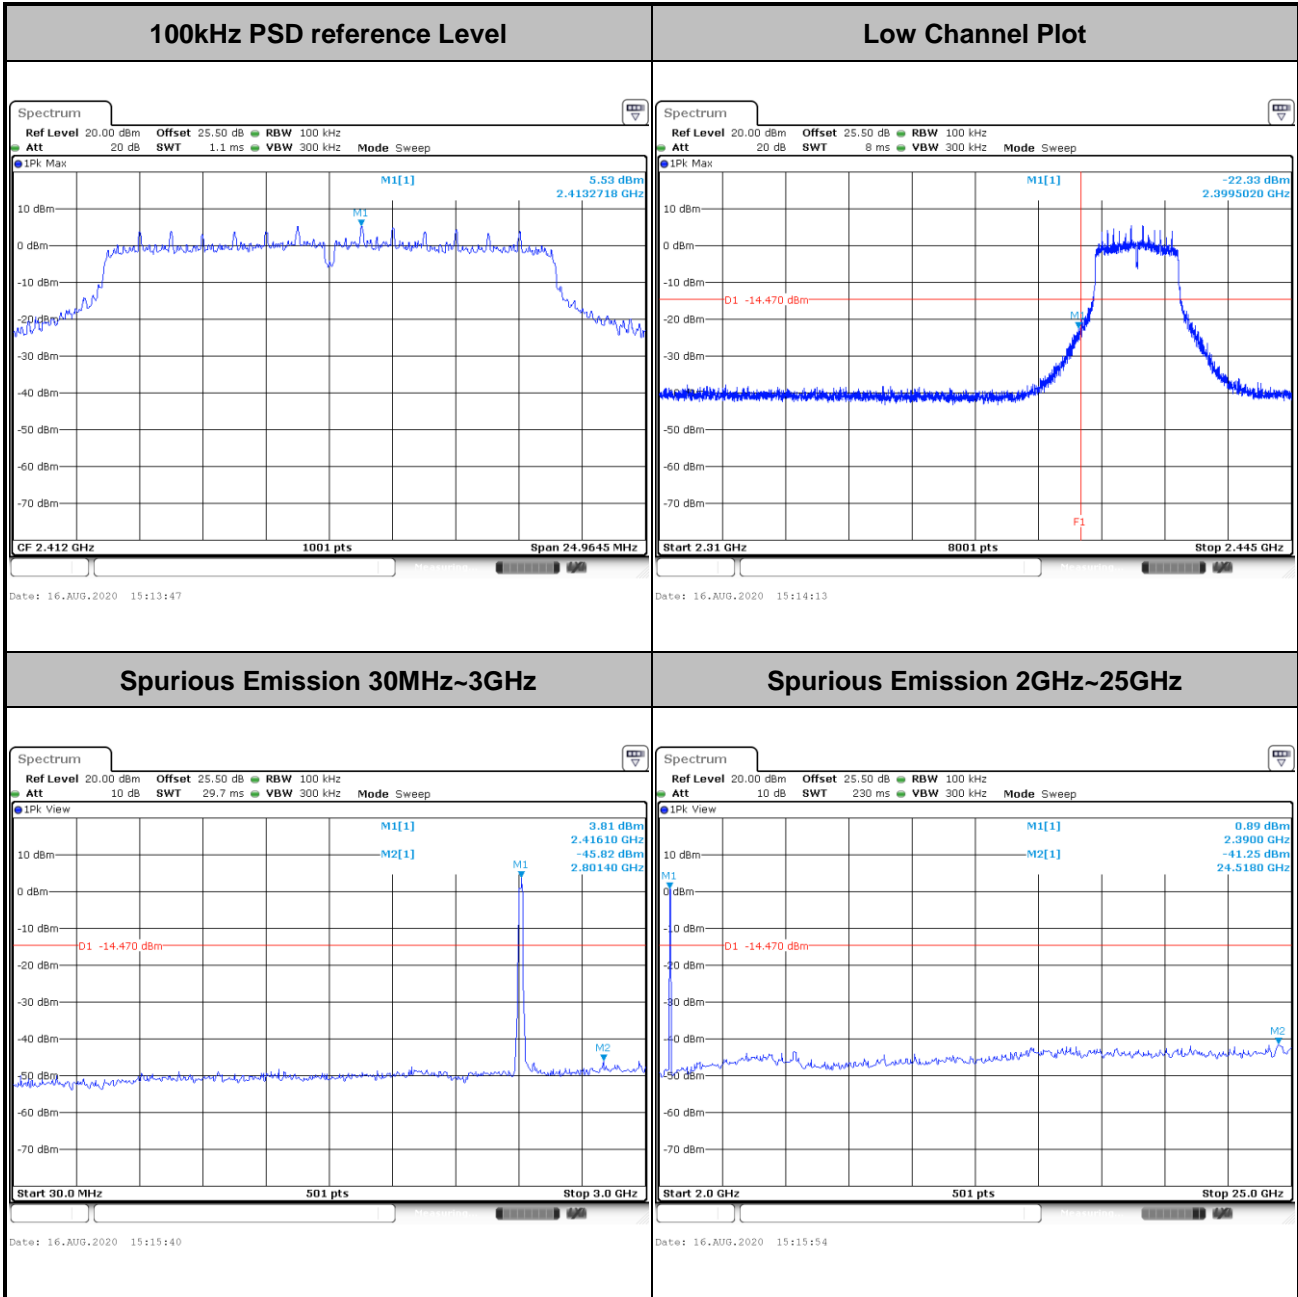 100kHz PSD reference Level
Spectrum
Ref Level 20.00 dBm Offset 25.50 dB RBW 100 kHz
Att 20 dB SWT 1.1 ms VBW 300 kHz Mode Sweep
1Pk Max
M1[1] 5.53 dBm
2.4132718 GHz
M1
10 dBm
0 dBm
-10 dBm
-20 dBm
-30 dBm
-40 dBm
-50 dBm
-60 dBm
-70 dBm
CF 2.412 GHz 1001 pts Span 24.9645 MHz
Measuring...
Date: 16.AUG.2020 15:13:47
Low Channel Plot
Spectrum
Ref Level 20.00 dBm Offset 25.50 dB RBW 100 kHz
Att 20 dB SWT 8 ms VBW 300 kHz Mode Sweep
1Pk Max
M1[1] -22.33 dBm
2.3995020 GHz
10 dBm
0 dBm
-10 dBm
D1 -14.470 dBm
M1
-20 dBm
-30 dBm
-40 dBm
-50 dBm
-60 dBm
-70 dBm
F1
Start 2.31 GHz 8001 pts Stop 2.445 GHz
Measuring...
Date: 16.AUG.2020 15:14:13
Spurious Emission 30MHz~3GHz
Spectrum
Ref Level 20.00 dBm Offset 25.50 dB RBW 100 kHz
Att 10 dB SWT 29.7 ms VBW 300 kHz Mode Sweep
1Pk View
M1[1] 3.81 dBm
2.41610 GHz
M2[1] -45.82 dBm
2.80140 GHz
M1
10 dBm
0 dBm
-10 dBm
D1 -14.470 dBm
-20 dBm
-30 dBm
-40 dBm
M2
-50 dBm
-60 dBm
-70 dBm
Start 30.0 MHz 501 pts Stop 3.0 GHz
Measuring...
Date: 16.AUG.2020 15:15:40
Spurious Emission 2GHz~25GHz
Spectrum
Ref Level 20.00 dBm Offset 25.50 dB RBW 100 kHz
Att 10 dB SWT 230 ms VBW 300 kHz Mode Sweep
1Pk View
M1[1] 0.89 dBm
2.3900 GHz
M2[1] -41.25 dBm
24.5180 GHz
10 dBm
M1
0 dBm
-10 dBm
D1 -14.470 dBm
-20 dBm
-30 dBm
-40 dBm
M2
-50 dBm
-60 dBm
-70 dBm
Start 2.0 GHz 501 pts Stop 25.0 GHz
Measuring...
Date: 16.AUG.2020 15:15:54